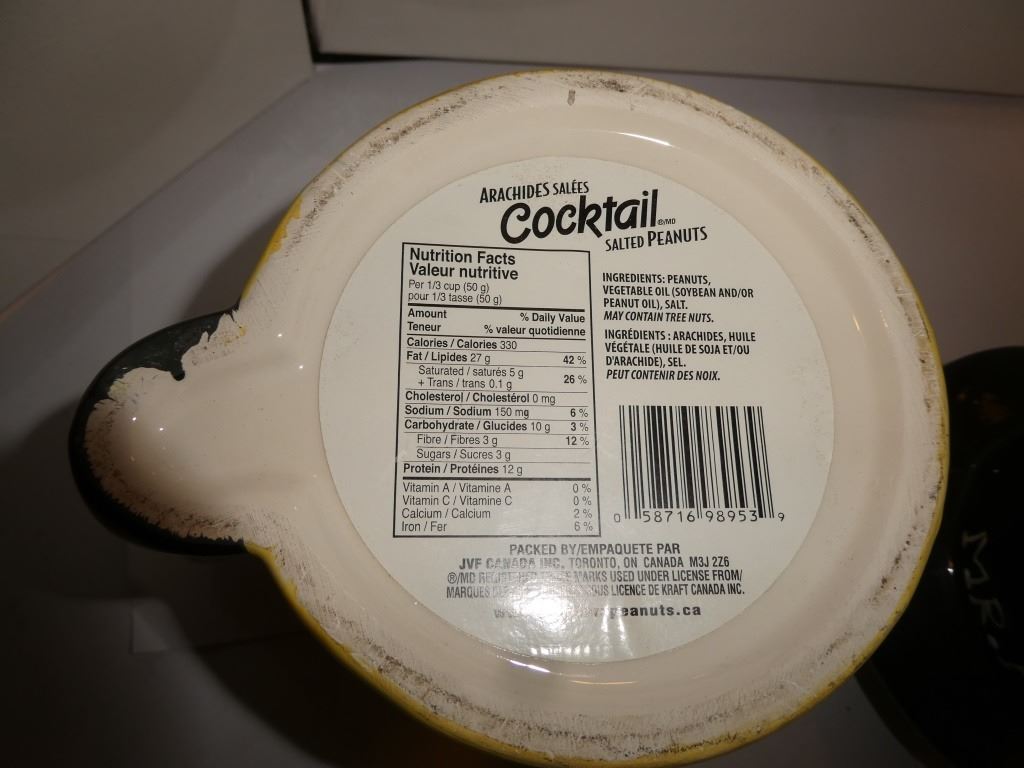 ARACHIDES SALÉES
Cocktail ®/MD
SALTED PEANUTS
Nutrition Facts
Valeur nutritive
Per 1/3 cup (50 g)
pour 1/3 tasse (50 g)
Amount % Daily Value
Teneur % valeur quotidienne
Calories / Calories 330
Fat / Lipides 27 g 42 %
Saturated / saturés 5 g
+ Trans / trans 0.1 g 26 %
Cholesterol / Cholestérol 0 mg
Sodium / Sodium 150 mg 6 %
Carbohydrate / Glucides 10 g 3 %
Fibre / Fibres 3 g 12 %
Sugars / Sucres 3 g
Protein / Protéines 12 g
Vitamin A / Vitamine A 0 %
Vitamin C / Vitamine C 0 %
Calcium / Calcium 2 %
Iron / Fer 6 %
INGREDIENTS: PEANUTS,
VEGETABLE OIL (SOYBEAN AND/OR
PEANUT OIL), SALT.
MAY CONTAIN TREE NUTS.
INGRÉDIENTS : ARACHIDES, HUILE
VÉGÉTALE (HUILE DE SOJA ET/OU
D'ARACHIDE), SEL.
PEUT CONTENIR DES NOIX.
0 58716 98953 9
PACKED BY/EMPAQUETE PAR
JVF CANADA INC. TORONTO, ON CANADA M3J 2Z6
®/MD MARKS USED UNDER LICENSE FROM/
MARQUES LICENCE DE KRAFT CANADA INC.
peanuts.ca
MR.